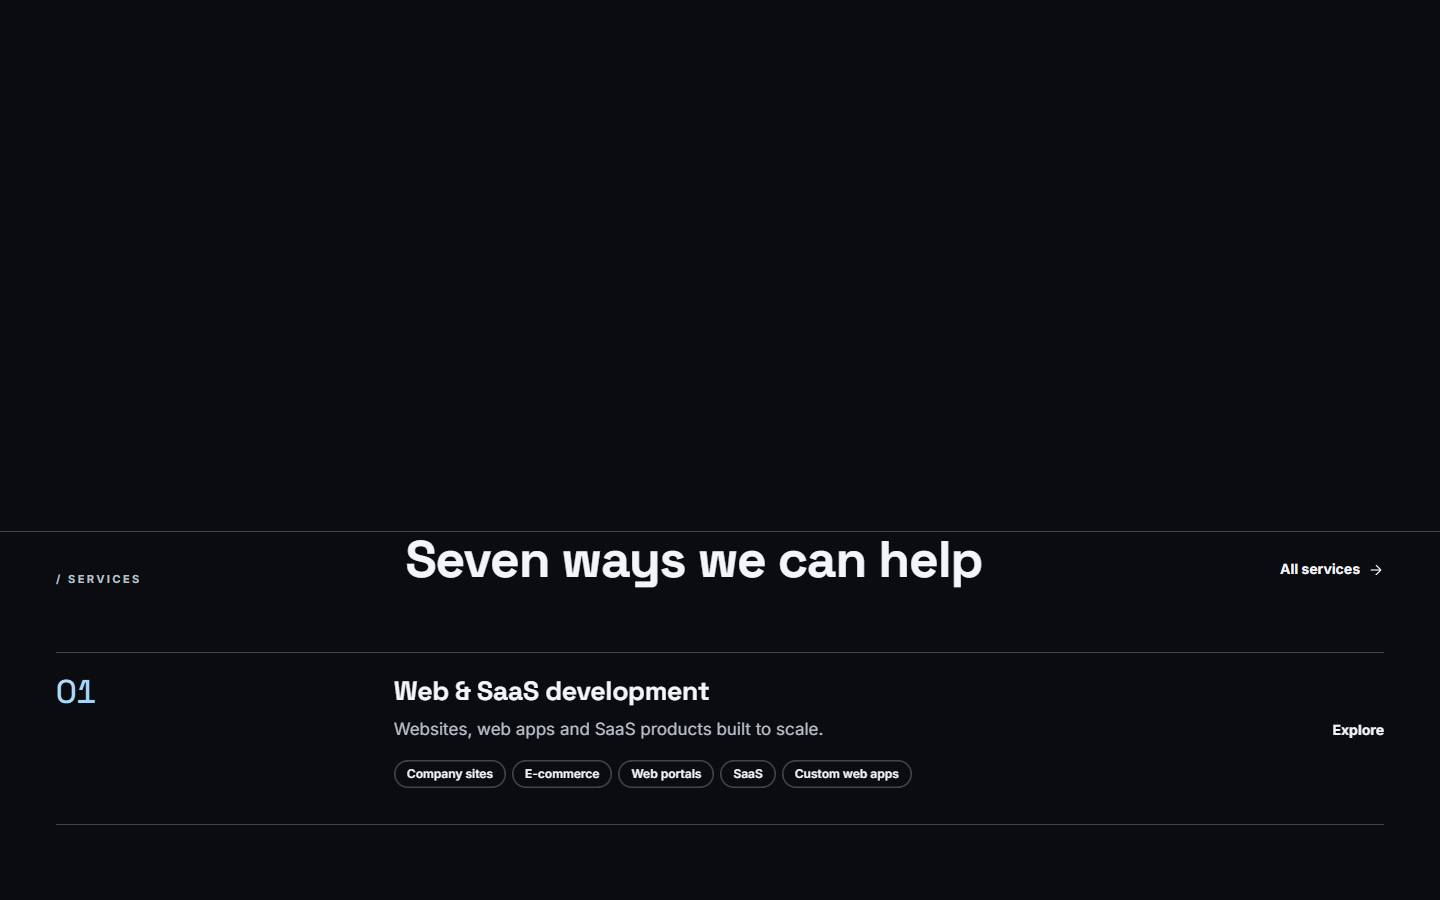 Seven ways we can help
/ SERVICES
All services →
01
Web & SaaS development
Websites, web apps and SaaS products built to scale.
Explore
Company sites
E-commerce
Web portals
SaaS
Custom web apps